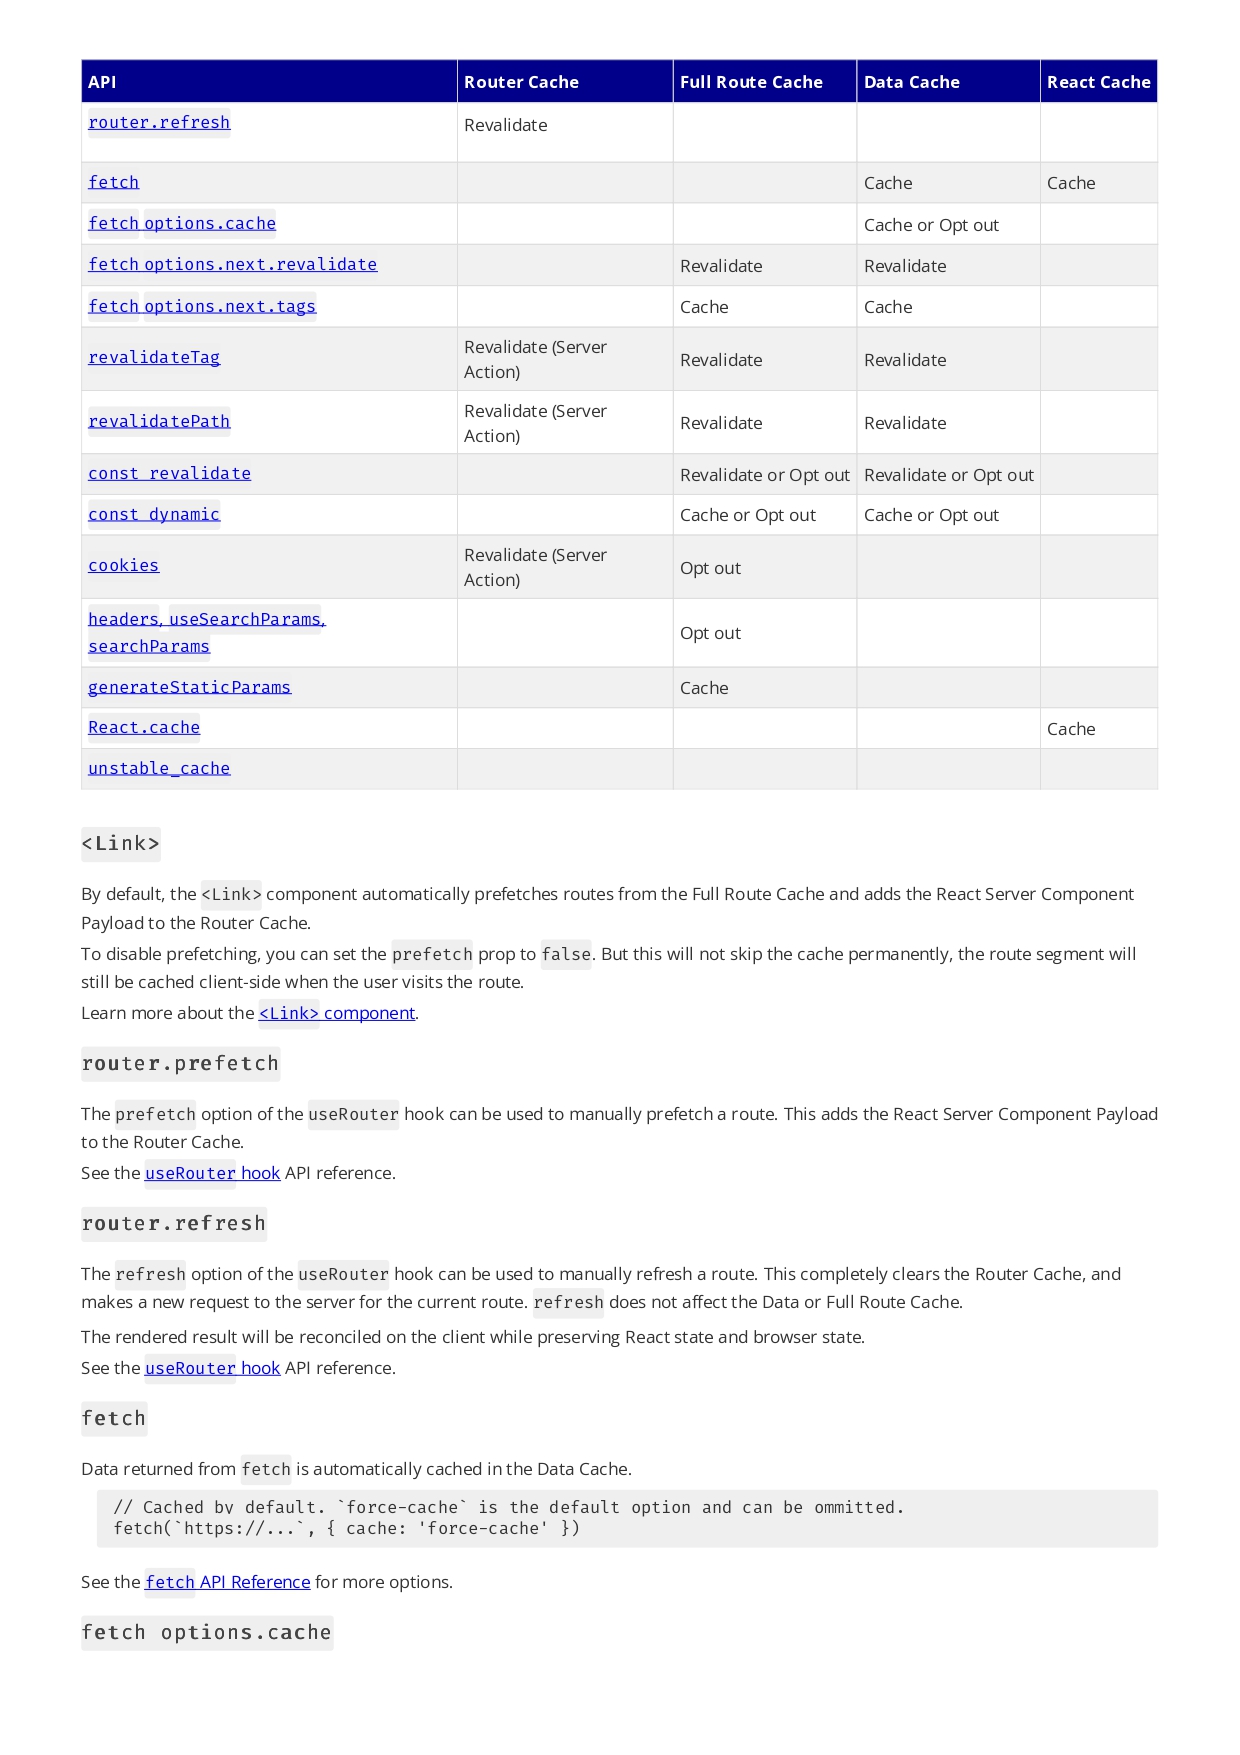 API Router Cache Full Route Cache Data Cache React Cache
router.refresh Revalidate
fetch Cache Cache
fetch options.cache Cache or Opt out
fetch options.next.revalidate Revalidate Revalidate
fetch options.next.tags Cache Cache
revalidateTag Revalidate (Server Action) Revalidate Revalidate
revalidatePath Revalidate (Server Action) Revalidate Revalidate
const revalidate Revalidate or Opt out Revalidate or Opt out
const dynamic Cache or Opt out Cache or Opt out
cookies Revalidate (Server Action) Opt out
headers, useSearchParams, searchParams Opt out
generateStaticParams Cache
React.cache Cache
unstable_cache
<Link>
By default, the <Link> component automatically prefetches routes from the Full Route Cache and adds the React Server Component
Payload to the Router Cache.
To disable prefetching, you can set the prefetch prop to false. But this will not skip the cache permanently, the route segment will
still be cached client-side when the user visits the route.
Learn more about the <Link> component.
router.prefetch
The prefetch option of the useRouter hook can be used to manually prefetch a route. This adds the React Server Component Payload
to the Router Cache.
See the useRouter hook API reference.
router.refresh
The refresh option of the useRouter hook can be used to manually refresh a route. This completely clears the Router Cache, and
makes a new request to the server for the current route. refresh does not affect the Data or Full Route Cache.
The rendered result will be reconciled on the client while preserving React state and browser state.
See the useRouter hook API reference.
fetch
Data returned from fetch is automatically cached in the Data Cache.
// Cached by default. `force-cache` is the default option and can be ommitted.
fetch(`https://...`, { cache: 'force-cache' })
See the fetch API Reference for more options.
fetch options.cache